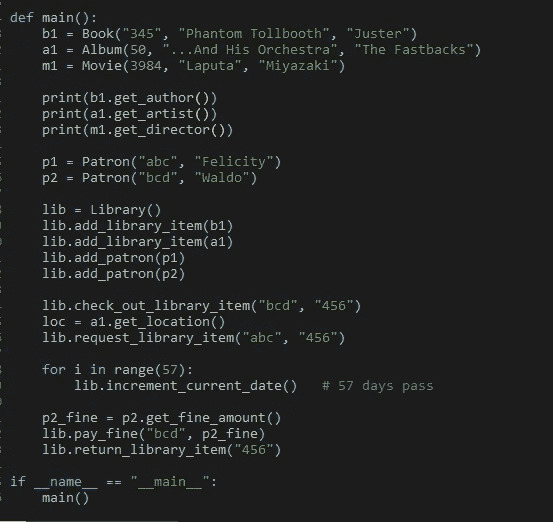 def main():
    b1 = Book("345", "Phantom Tollbooth", "Juster")
    a1 = Album(50, "...And His Orchestra", "The Fastbacks")
    m1 = Movie(3984, "Laputa", "Miyazaki")

    print(b1.get_author())
    print(a1.get_artist())
    print(m1.get_director())

    p1 = Patron("abc", "Felicity")
    p2 = Patron("bcd", "Waldo")

    lib = Library()
    lib.add_library_item(b1)
    lib.add_library_item(a1)
    lib.add_patron(p1)
    lib.add_patron(p2)

    lib.check_out_library_item("bcd", "456")
    loc = a1.get_location()
    lib.request_library_item("abc", "456")

    for i in range(57):
        lib.increment_current_date()   # 57 days pass

    p2_fine = p2.get_fine_amount()
    lib.pay_fine("bcd", p2_fine)
    lib.return_library_item("456")

if __name__ == "__main__":
    main()